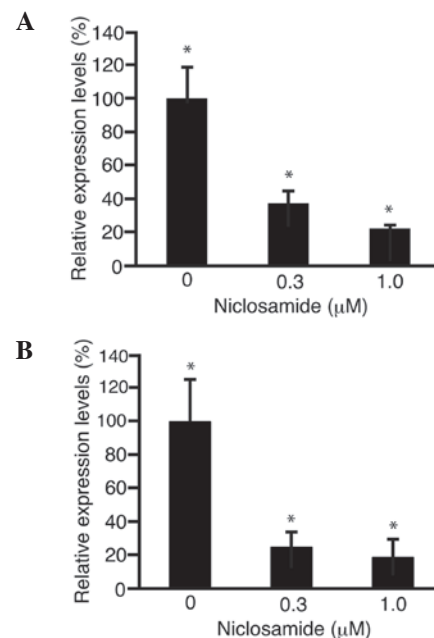 A
Relative expression levels (%)
140
120
100
80
60
40
20
0
*
*
*
0 0.3 1.0
Niclosamide (μM)
B
Relative expression levels (%)
140
120
100
80
60
40
20
0
*
*
*
0 0.3 1.0
Niclosamide (μM)